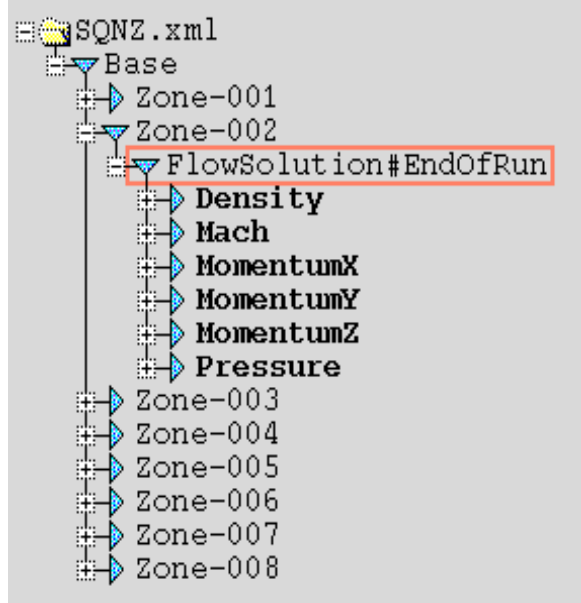 SQNZ.xml
Base
Zone-001
Zone-002
FlowSolution#EndOfRun
Density
Mach
MomentumX
MomentumY
MomentumZ
Pressure
Zone-003
Zone-004
Zone-005
Zone-006
Zone-007
Zone-008